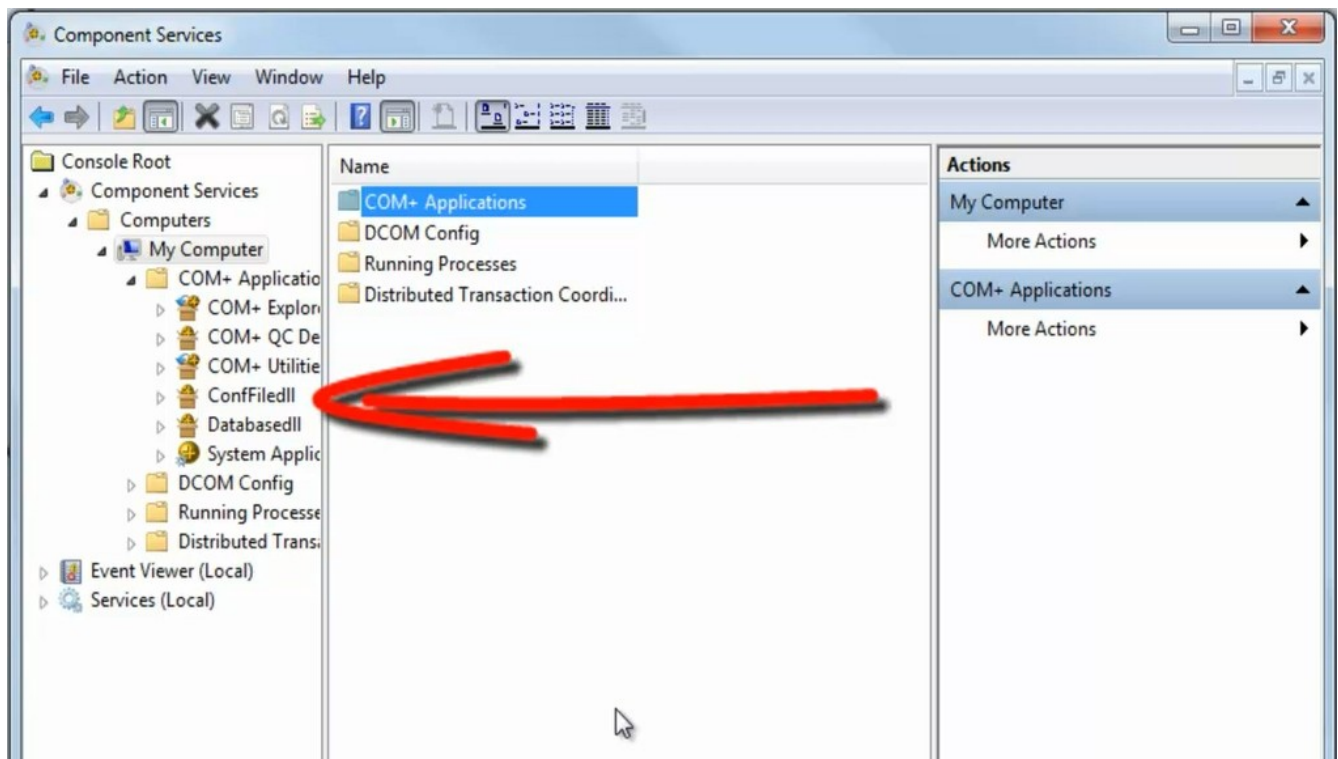 Component Services
File Action View Window Help
Console Root
Component Services
Computers
My Computer
COM+ Applicatio
COM+ Explor
COM+ QC De
COM+ Utilitie
ConfFiledll
Databasedll
System Applic
DCOM Config
Running Processe
Distributed Trans
Event Viewer (Local)
Services (Local)
Name
COM+ Applications
DCOM Config
Running Processes
Distributed Transaction Coordi...
Actions
My Computer
More Actions
COM+ Applications
More Actions